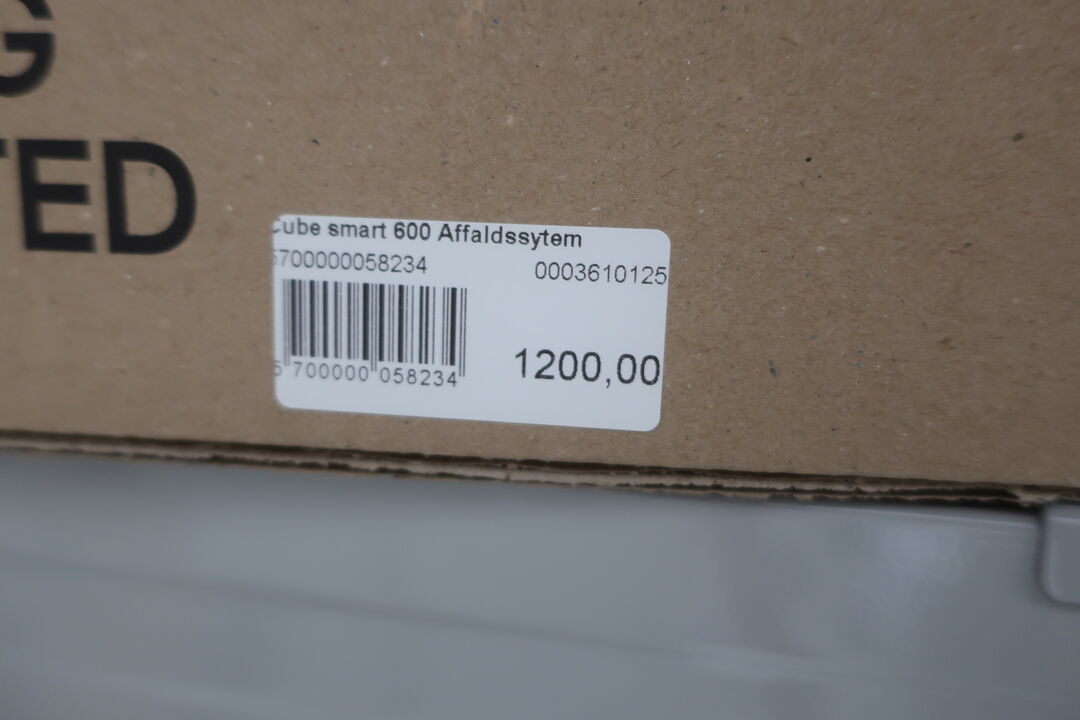 G
TED
Cube smart 600 Affaldssytem
5700000058234 0003610125
5 700000 058234
1200,00